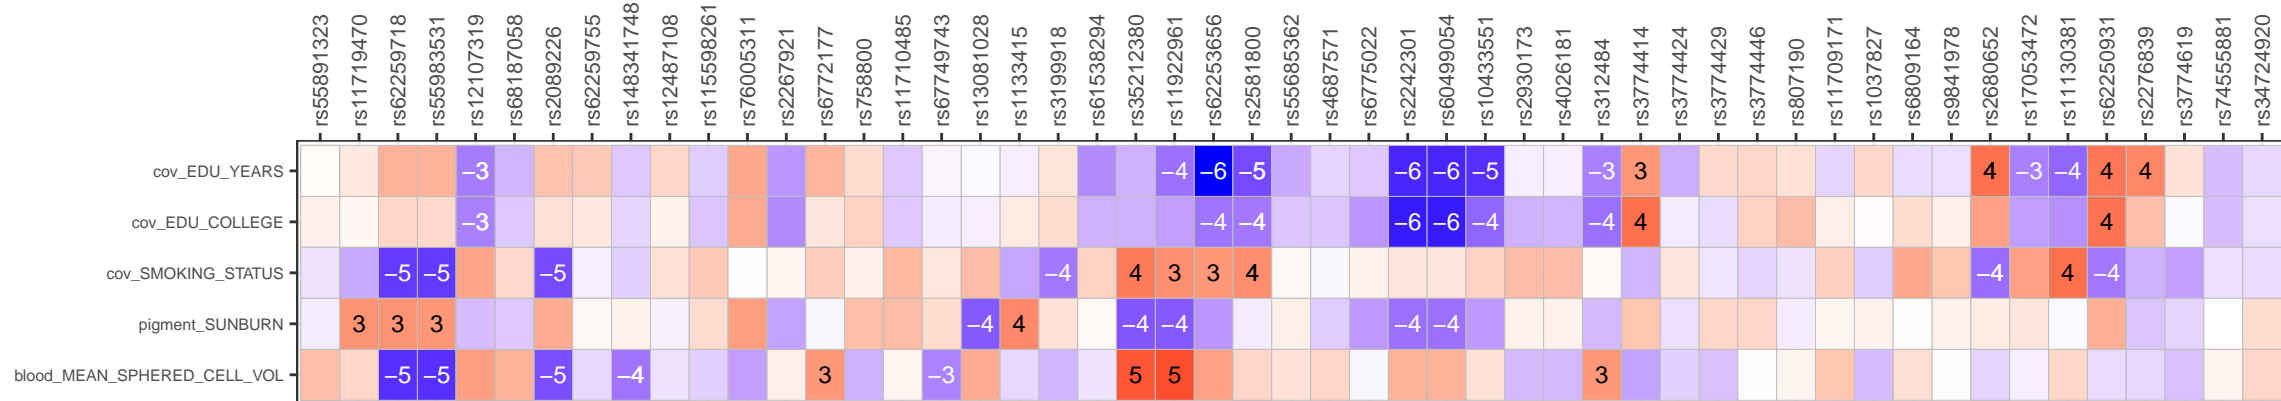 rs55891323 rs11719470 rs62259718 rs55983531 rs12107319 rs68187058 rs2089226 rs62259755 rs148341748 rs12487108 rs115598261 rs76005311 rs2267921 rs6772177 rs7588800 rs11710485 rs67749743 rs13081028 rs1133415 rs3199918 rs61538294 rs35212380 rs11922961 rs62253656 rs2581800 rs55685362 rs4687571 rs6775022 rs2242301 rs60499054 rs10433551 rs2930173 rs4026181 rs312484 rs3774414 rs3774424 rs3774429 rs3774446 rs807190 rs11709171 rs1037827 rs6809164 rs9841978 rs2680652 rs17053472 rs11130381 rs62250931 rs2276839 rs3774619 rs74555881 rs34724920
cov_EDU_YEARS −3 −4 −6 −5 −6 −6 −5 −3 3 4 −3 −4 4 4
cov_EDU_COLLEGE −3 −4 −4 −6 −6 −4 −4 4 4
cov_SMOKING_STATUS −5 −5 −5 −4 4 3 3 4 −4 4 −4
pigment_SUNBURN 3 3 3 −4 4 −4 −4 −4 −4
blood_MEAN_SPHERED_CELL_VOL −5 −5 −5 −4 3 −3 5 5 3